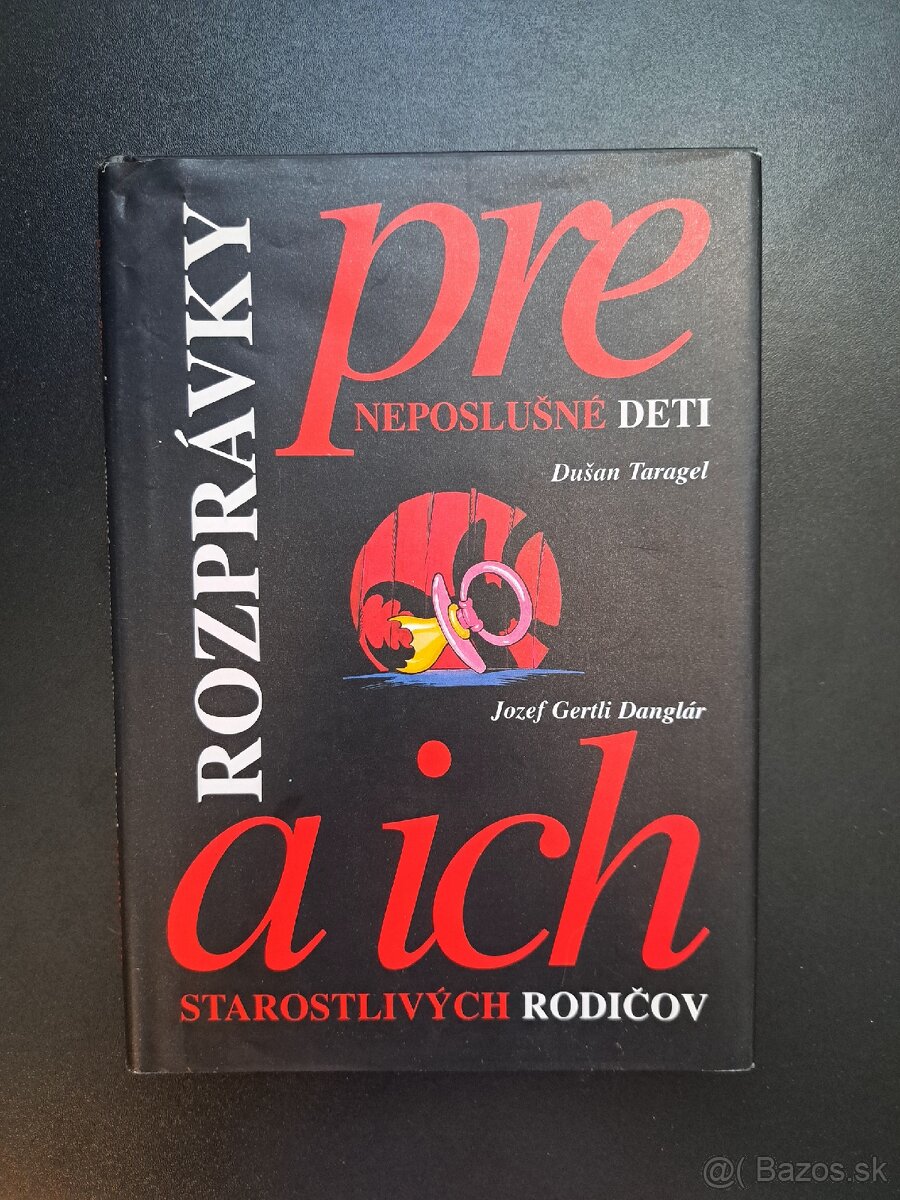 ROZPRÁVKY
pre
NEPOSLUŠNÉ DETI
Dušan Taragel
Jozef Gertli Danglár
a ich
STAROSTLIVÝCH RODIČOV
@( Bazos.sk